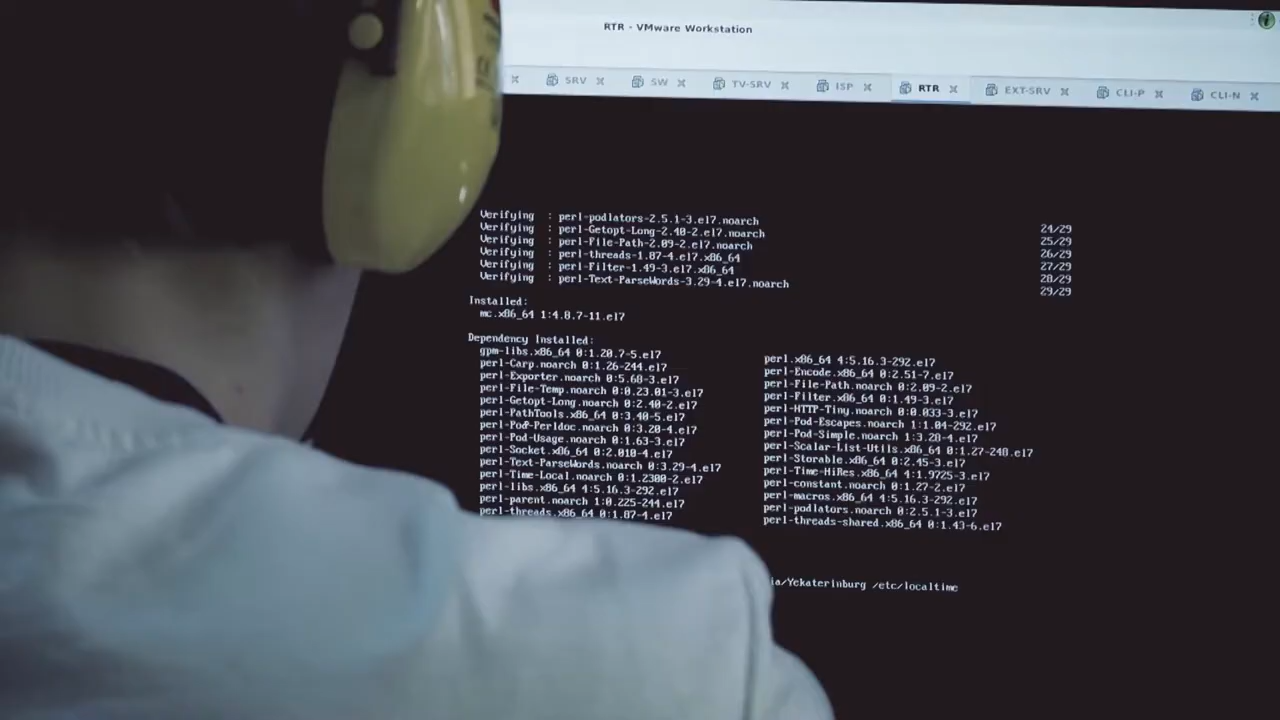 RTR - VMware Workstation
SRV SW TV-SRV ISP RTR EXT-SRV CLI-P CLI-N
Verifying : perl-podlators-2.5.1-3.el7.noarch 24/29
Verifying : perl-Getopt-Long-2.40-2.el7.noarch 25/29
Verifying : perl-File-Path-2.09-2.el7.noarch 26/29
Verifying : perl-threads-1.87-4.el7.x86_64 27/29
Verifying : perl-Filter-1.49-3.el7.x86_64 28/29
Verifying : perl-Text-ParseWords-3.29-4.el7.noarch 29/29
Installed:
mc.x86_64 1:4.8.7-11.el7
Dependency Installed:
gpm-libs.x86_64 0:1.20.7-5.el7 perl.x86_64 4:5.16.3-292.el7
perl-Carp.noarch 0:1.26-244.el7 perl-Encode.x86_64 0:2.51-7.el7
perl-Exporter.noarch 0:5.68-3.el7 perl-File-Path.noarch 0:2.09-2.el7
perl-File-Temp.noarch 0:0.23.01-3.el7 perl-Filter.x86_64 0:1.49-3.el7
perl-Getopt-Long.noarch 0:2.40-2.el7 perl-HTTP-Tiny.noarch 0:0.033-3.el7
perl-PathTools.x86_64 0:3.40-5.el7 perl-Pod-Escapes.noarch 1:1.04-292.el7
perl-Pod-Perldoc.noarch 0:3.20-4.el7 perl-Pod-Simple.noarch 1:3.28-4.el7
perl-Pod-Usage.noarch 0:1.63-3.el7 perl-Scalar-List-Utils.x86_64 0:1.27-248.el7
perl-Socket.x86_64 0:2.010-4.el7 perl-Storable.x86_64 0:2.45-3.el7
perl-Text-ParseWords.noarch 0:3.29-4.el7 perl-Time-HiRes.x86_64 4:1.9725-3.el7
perl-Time-Local.noarch 0:1.2300-2.el7 perl-constant.noarch 0:1.27-2.el7
perl-libs.x86_64 4:5.16.3-292.el7 perl-macros.x86_64 4:5.16.3-292.el7
perl-parent.noarch 1:0.225-244.el7 perl-podlators.noarch 0:2.5.1-3.el7
perl-threads.x86_64 0:1.87-4.el7 perl-threads-shared.x86_64 0:1.43-6.el7
ia/Yekaterinburg /etc/localtime